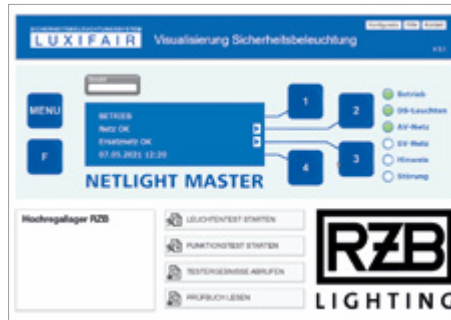 SICHERHEITSBELEUCHTUNGSSYSTEM
LUXIFAIR
Visualisierung Sicherheitsbeleuchtung
Konfiguration Hilfe Kontakt
MENU
F
BETRIEB
Netz OK
Ersatznetz OK
07.05.2021 12:20
1
2
3
4
Betrieb
DS-Leuchten
AV-Netz
SV-Netz
Hinweis
Störung
NETLIGHT MASTER
Hochregallager RZB
LEUCHTENTEST STARTEN
FUNKTIONSTEST STARTEN
TESTERGEBNISSE ABRUFEN
PRÜFBUCH LESEN
RZB
LIGHTING